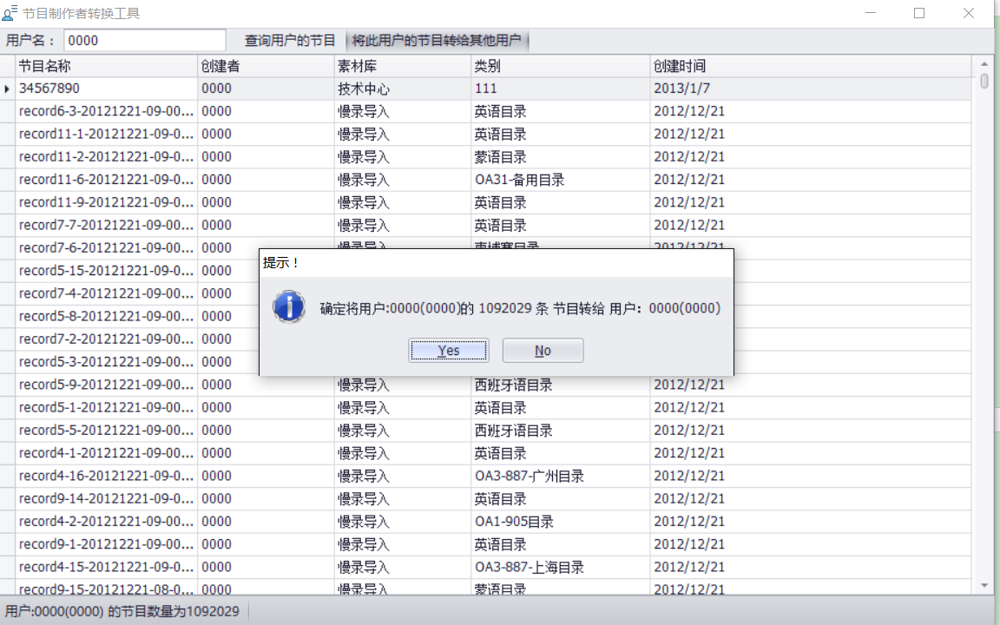 节目制作者转换工具
用户名： 0000 查询用户的节目 将此用户的节目转给其他用户
节目名称 创建者 素材库 类别 创建时间
34567890 0000 技术中心 111 2013/1/7
record6-3-20121221-09-00... 0000 慢录导入 英语目录 2012/12/21
record11-1-20121221-09-0... 0000 慢录导入 英语目录 2012/12/21
record11-2-20121221-09-0... 0000 慢录导入 蒙语目录 2012/12/21
record11-6-20121221-09-0... 0000 慢录导入 OA31-备用目录 2012/12/21
record11-9-20121221-09-0... 0000 慢录导入 英语目录 2012/12/21
record7-7-20121221-09-00... 0000 慢录导入 英语目录 2012/12/21
record7-6-20121221-09-00... 0000 慢录导入 柬埔寨目录 2012/12/21
record5-15-20121221-09-0...
record7-4-20121221-09-00...
record5-8-20121221-09-00...
record7-2-20121221-09-00...
record5-3-20121221-09-00...
提示！
确定将用户:0000(0000)的 1092029 条 节目转给 用户：0000(0000)
Yes No
record5-9-20121221-09-00... 0000 慢录导入 西班牙语目录 2012/12/21
record5-1-20121221-09-00... 0000 慢录导入 英语目录 2012/12/21
record5-5-20121221-09-00... 0000 慢录导入 西班牙语目录 2012/12/21
record4-1-20121221-09-00... 0000 慢录导入 英语目录 2012/12/21
record4-16-20121221-09-0... 0000 慢录导入 OA3-887-广州目录 2012/12/21
record9-14-20121221-09-0... 0000 慢录导入 英语目录 2012/12/21
record4-2-20121221-09-00... 0000 慢录导入 OA1-905目录 2012/12/21
record9-1-20121221-09-00... 0000 慢录导入 英语目录 2012/12/21
record4-15-20121221-09-0... 0000 慢录导入 OA3-887-上海目录 2012/12/21
record9-15-20121221-08-0... 0000 慢录导入 蒙语目录 2012/12/21
用户:0000(0000) 的节目数量为1092029